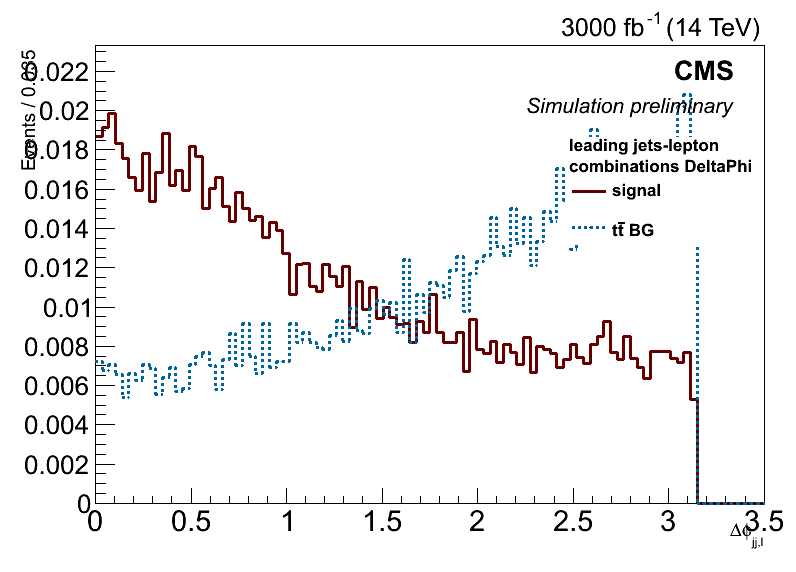 3000 fb⁻¹ (14 TeV)
CMS
Simulation preliminary
leading jets-lepton
combinations DeltaPhi
signal
tt̄ BG
Events / 0.035
0.022
0.02
0.018
0.016
0.014
0.012
0.01
0.008
0.006
0.004
0.002
0
0 0.5 1 1.5 2 2.5 3 3.5
Δϕjj,l